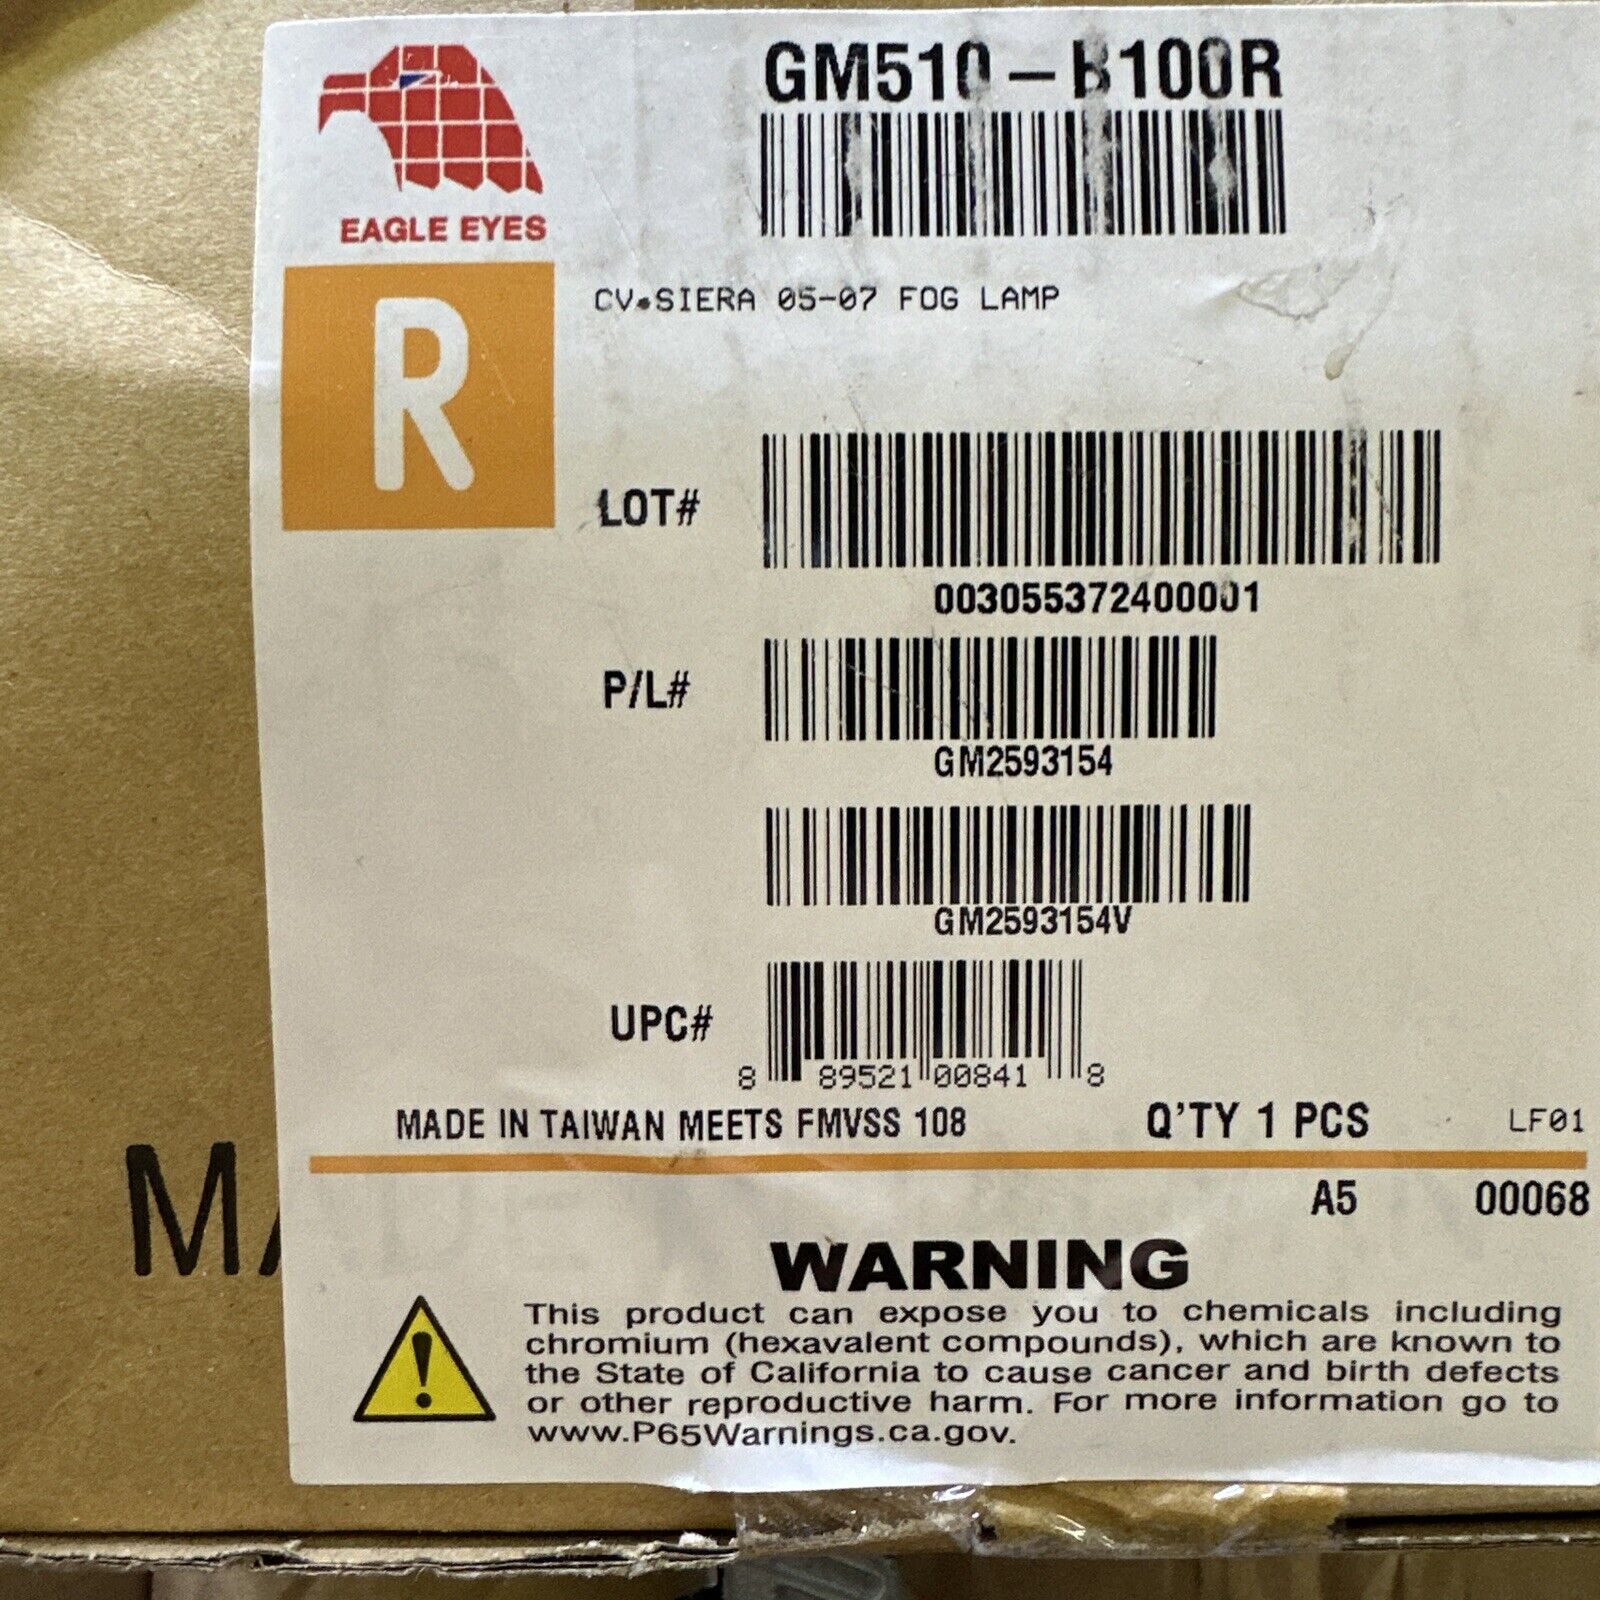 GM510-B100R
EAGLE EYES
R
CV.SIERA 05-07 FOG LAMP
LOT#
003055372400001
P/L#
GM2593154
GM2593154V
UPC#
8 89521 00841 8
MADE IN TAIWAN MEETS FMVSS 108 Q'TY 1 PCS LF01
A5 00068
MA
WARNING
This product can expose you to chemicals including
chromium (hexavalent compounds), which are known to
the State of California to cause cancer and birth defects
or other reproductive harm. For more information go to
www.P65Warnings.ca.gov.